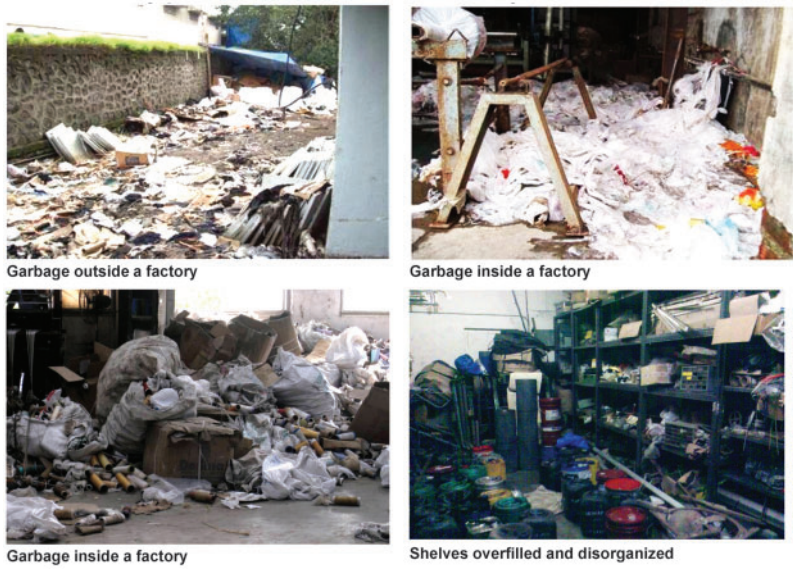 Garbage outside a factory
Garbage inside a factory
Garbage inside a factory
Shelves overfilled and disorganized